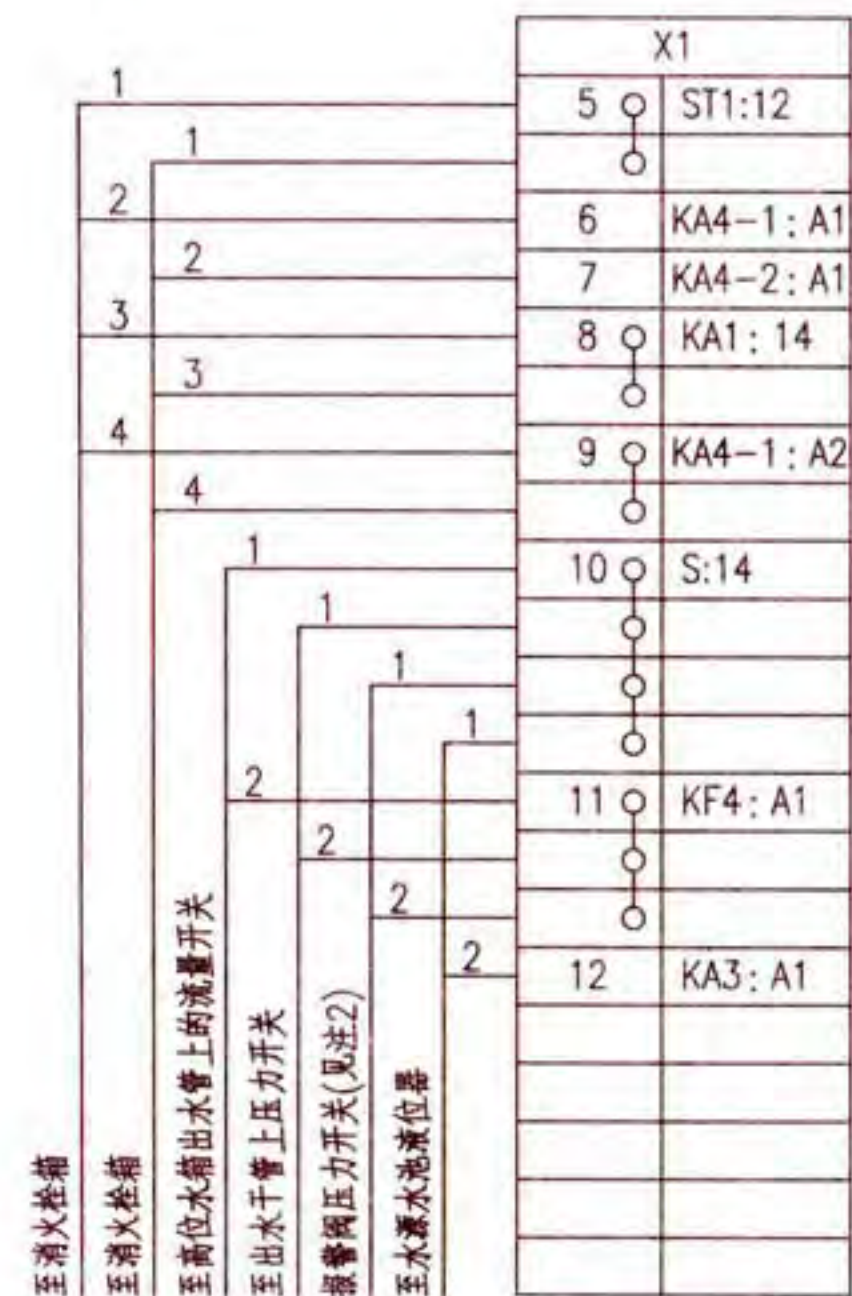 X1
1
5 ST1:12
1
2
6 KA4-1:A1
2
7 KA4-2:A1
3
8 KA1:14
3
4
9 KA4-1:A2
4
1
10 S:14
1
1
1
2
11 KF4:A1
2
2
2
12 KA3:A1
至消火栓箱
至消火栓箱
至高位水箱出水管上的流量开关
至出水干管上压力开关
报警阀压力开关(见注2)
至水源水池液位器